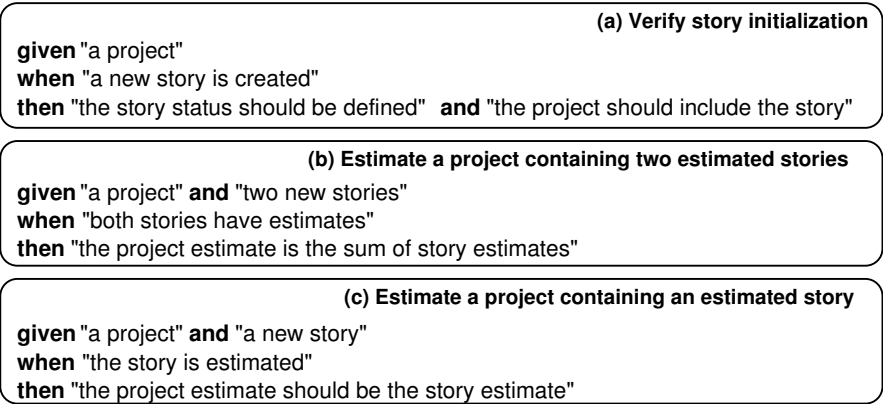 (a) Verify story initialization
given "a project"
when "a new story is created"
then "the story status should be defined" and "the project should include the story"
(b) Estimate a project containing two estimated stories
given "a project" and "two new stories"
when "both stories have estimates"
then "the project estimate is the sum of story estimates"
(c) Estimate a project containing an estimated story
given "a project" and "a new story"
when "the story is estimated"
then "the project estimate should be the story estimate"